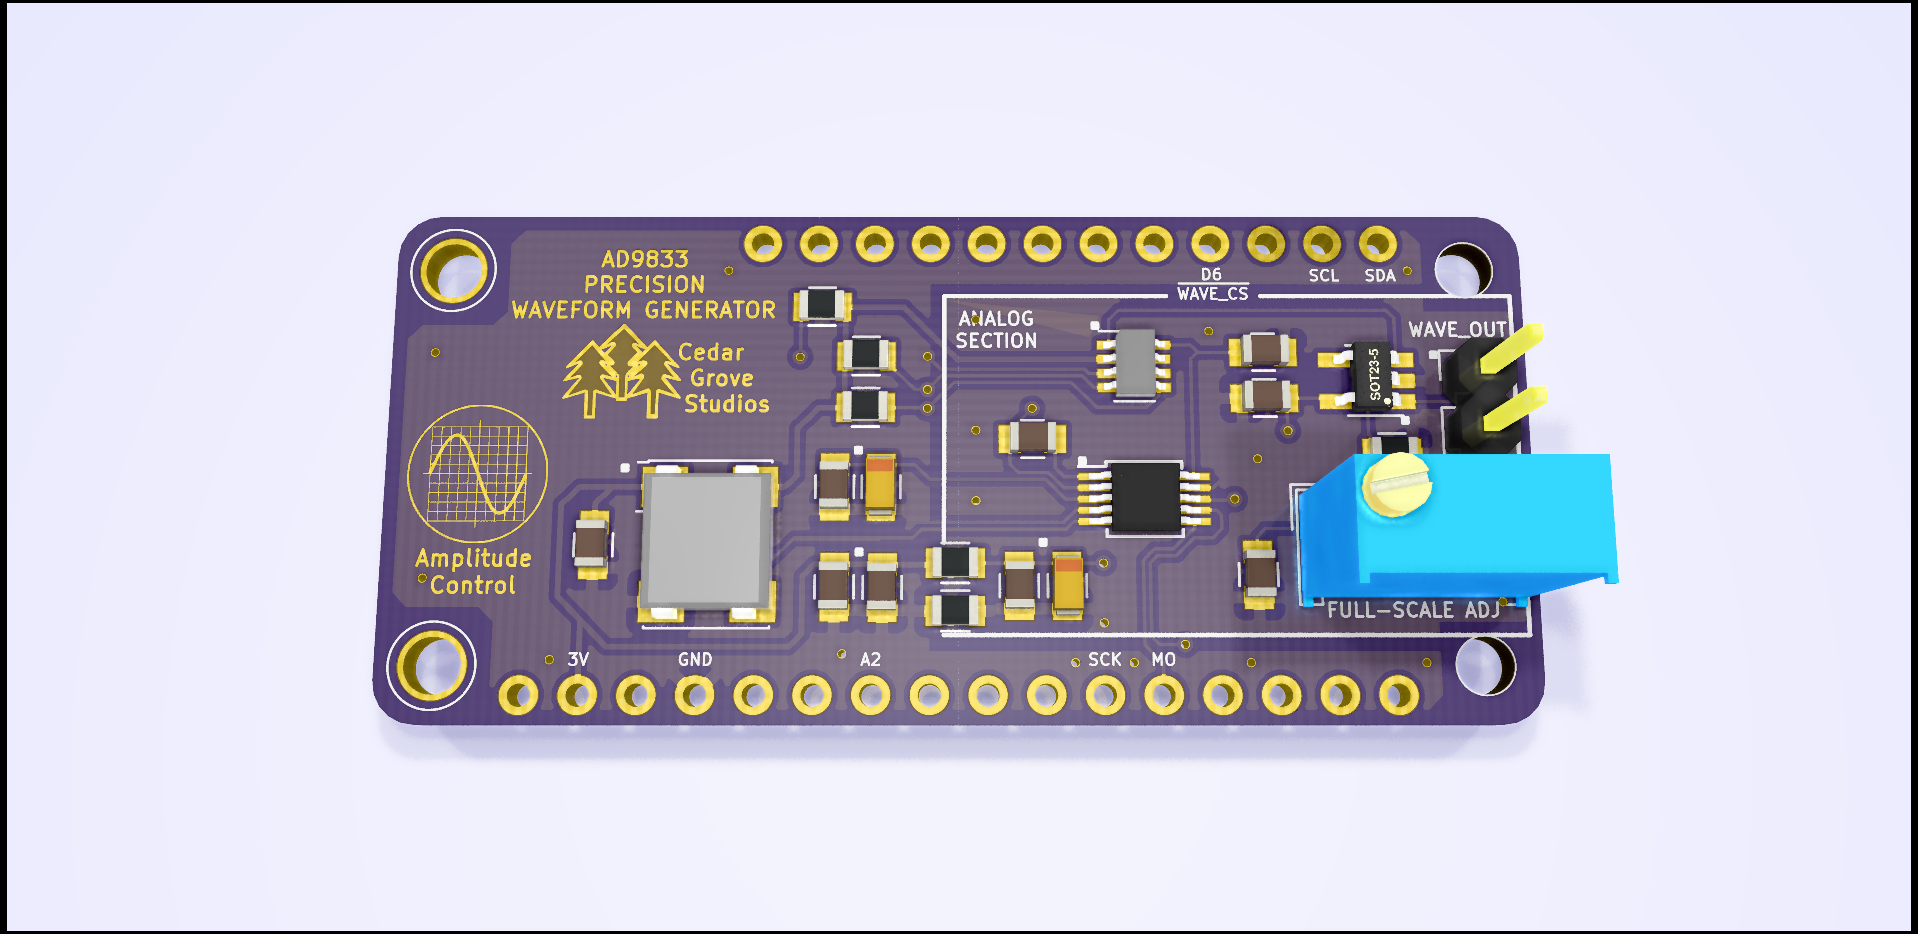 AD9833
PRECISION
WAVEFORM GENERATOR
Cedar
Grove
Studios
Amplitude
Control
D6
WAVE_CS
SCL
SDA
ANALOG
SECTION
WAVE_OUT
SOT23-5
FULL-SCALE ADJ
3V
GND
A2
SCK
MO